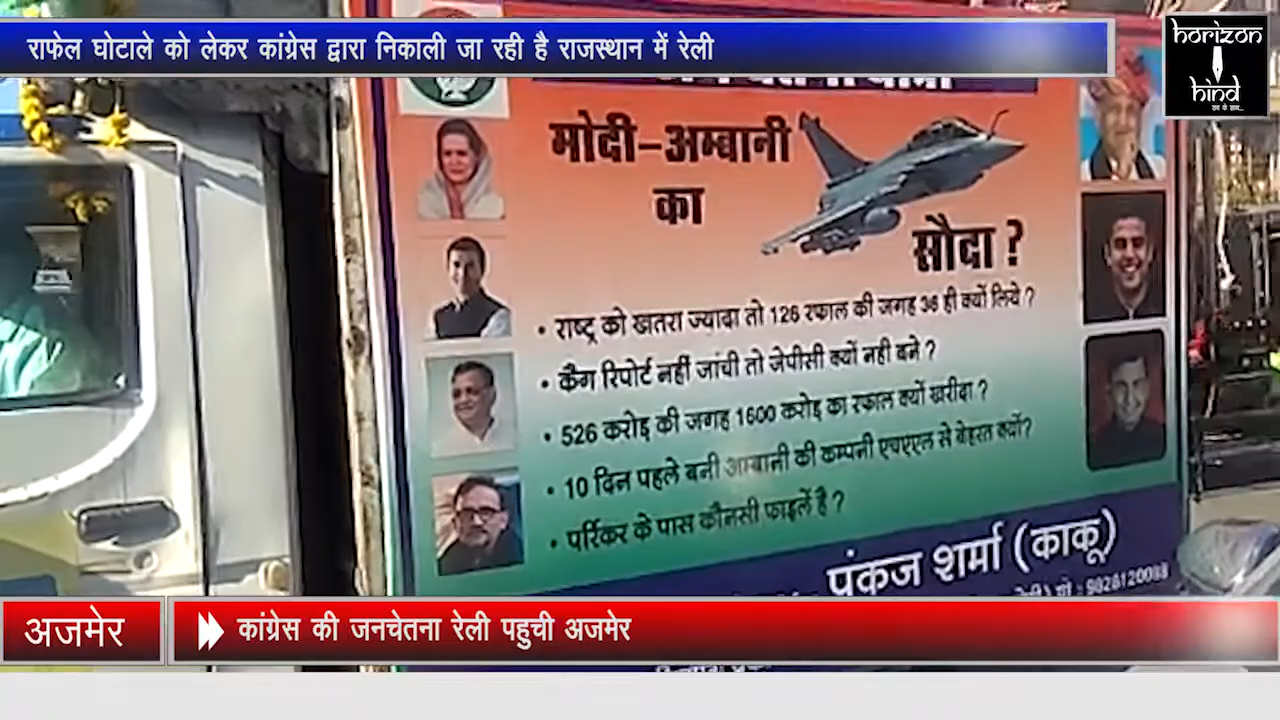 राफेल घोटाले को लेकर कांग्रेस द्वारा निकाली जा रही है राजस्थान में रेली
horizon
hind
मोदी-अम्बानी
का
सौदा ?
• राष्ट्र को खतरा ज्यादा तो 126 रफाल की जगह 36 ही क्यों लिये ?
• कैग रिपोर्ट नहीं जांची तो जेपीसी क्यों नही बने ?
• 526 करोड़ की जगह 1600 करोड़ का रफाल क्यों खरीदा ?
• 10 दिन पहले बनी अम्बानी की कम्पनी एचएएल से बेहरत क्यों?
• पर्रिकर के पास कौनसी फाइलें है ?
पंकज शर्मा (काकू)
अजमेर
कांग्रेस की जनचेतना रेली पहुची अजमेर